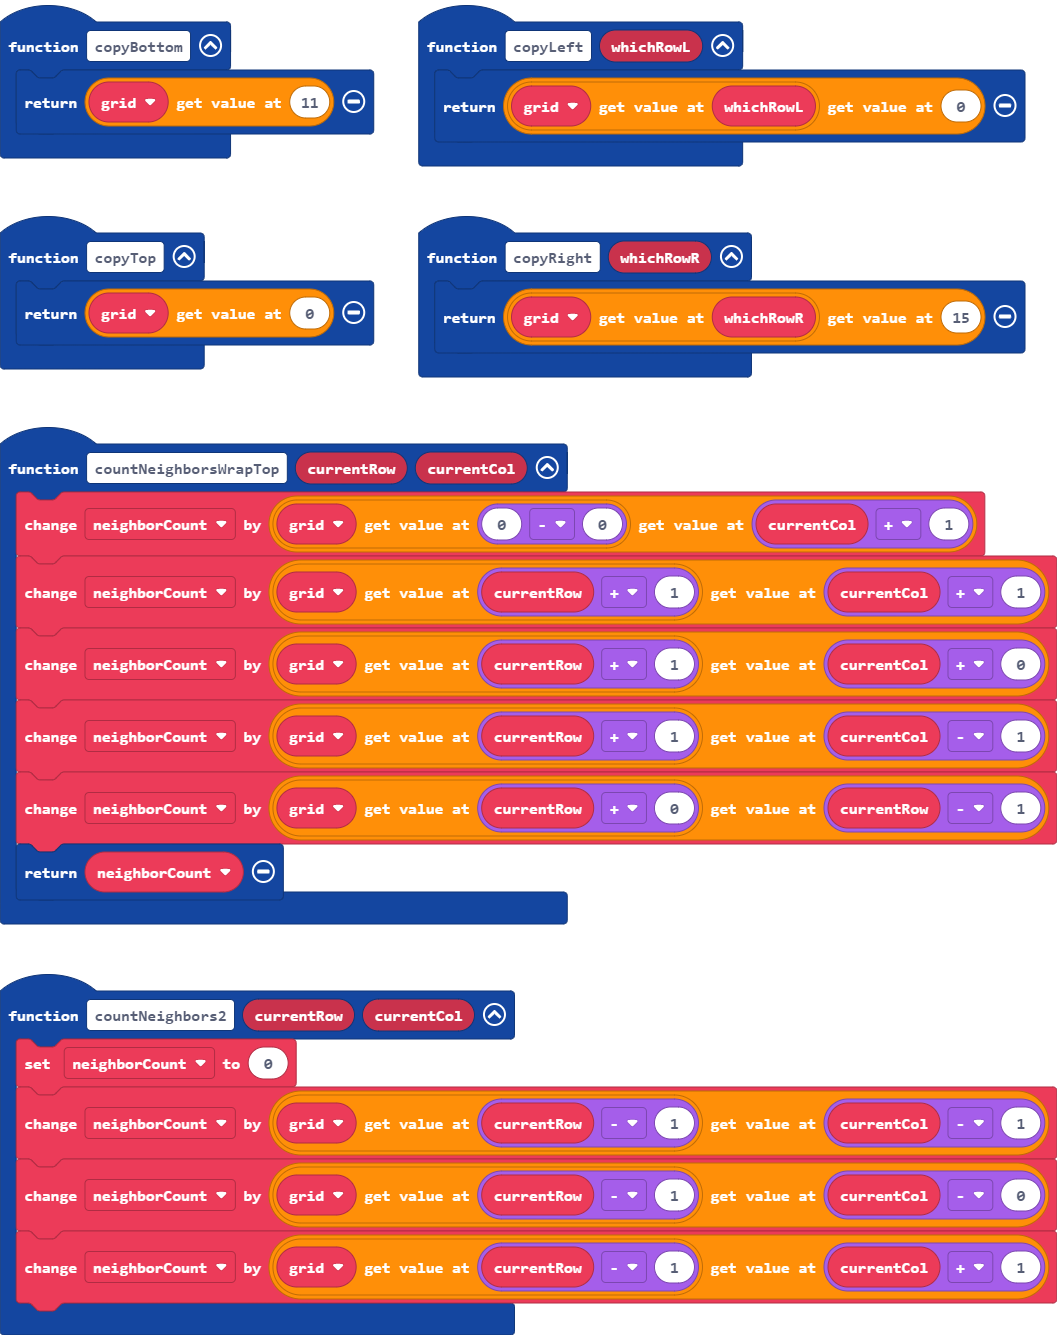 function copyBottom
return grid get value at 11
function copyLeft whichRowL
return grid get value at whichRowL get value at 0
function copyTop
return grid get value at 0
function copyRight whichRowR
return grid get value at whichRowR get value at 15
function countNeighborsWrapTop currentRow currentCol
change neighborCount by grid get value at 0 - 0 get value at currentCol + 1
change neighborCount by grid get value at currentRow + 1 get value at currentCol + 1
change neighborCount by grid get value at currentRow + 1 get value at currentCol + 0
change neighborCount by grid get value at currentRow + 1 get value at currentCol - 1
change neighborCount by grid get value at currentRow + 0 get value at currentRow - 1
return neighborCount
function countNeighbors2 currentRow currentCol
set neighborCount to 0
change neighborCount by grid get value at currentRow - 1 get value at currentCol - 1
change neighborCount by grid get value at currentRow - 1 get value at currentCol - 0
change neighborCount by grid get value at currentRow - 1 get value at currentCol + 1